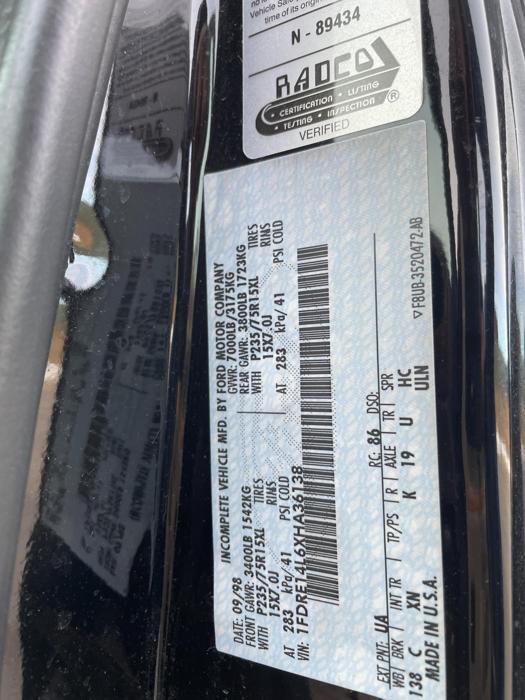 Vehicle
time of its
N - 89434
RADCO
CERTIFICATION • LISTING
TESTING • INSPECTION
®
VERIFIED
INCOMPLETE VEHICLE MFD. BY FORD MOTOR COMPANY
DATE: 09/98 GVWR: 7000LB/3175KG
FRONT GAWR: 3400LB 1542KG REAR GAWR: 3800LB 1723KG
WITH P235/75R15XL TIRES WITH P235/75R15XL TIRES
15X7.0J RIMS 15X7.0J RIMS
AT 283 kPa/41 PSI COLD AT 283 kPa/41 PSI COLD
VIN: 1FDRE14L6XHA36138
EXT PNT: UA RC: 86 DSO:
WB BRK INT TR TP/PS R AXLE TR SPR
138 C XN K 19 U HC
MADE IN U.S.A. UILN
▽F8UB-3520472-AB